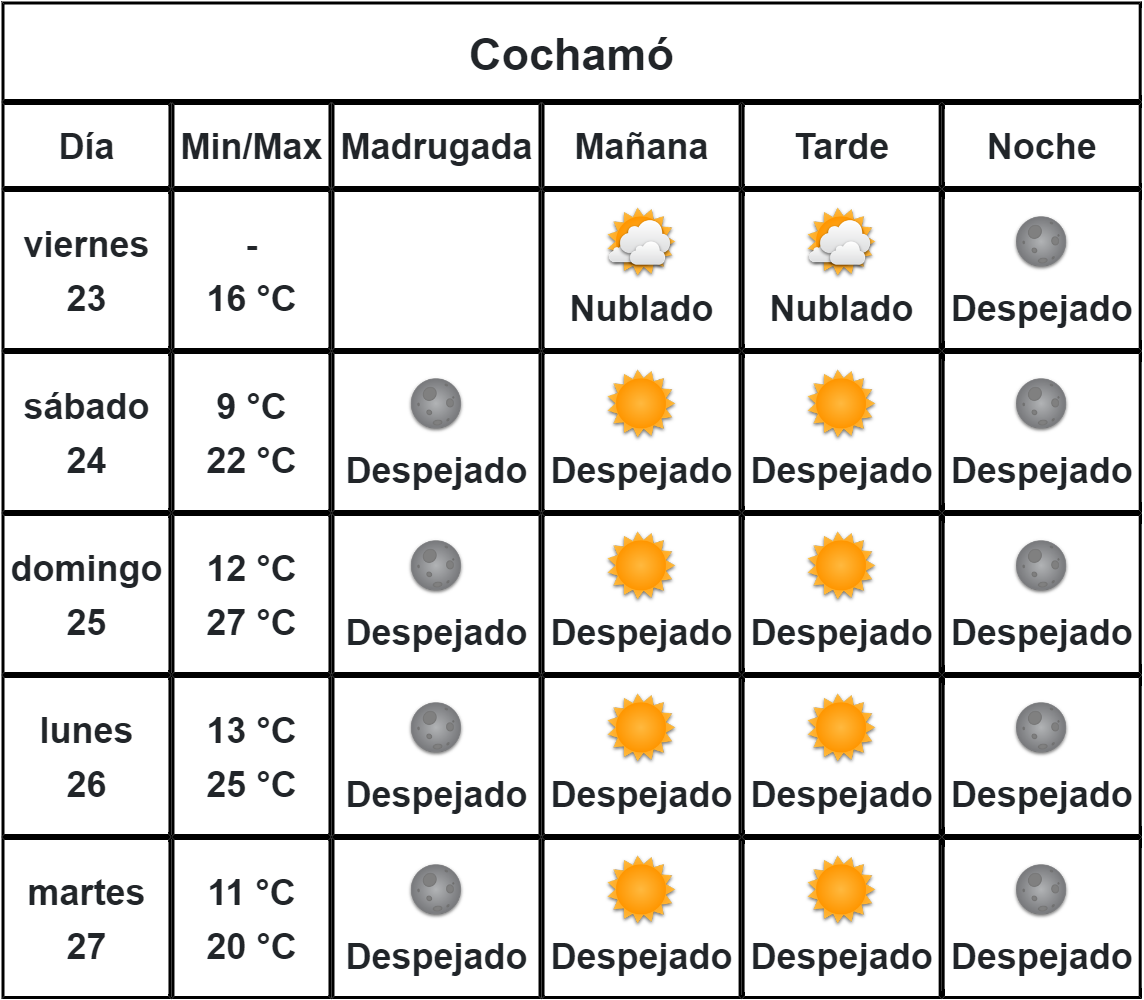 Cochamó
Día Min/Max Madrugada Mañana Tarde Noche
viernes
23
-
16 °C
Nublado
Nublado
Despejado
sábado
24
9 °C
22 °C
Despejado
Despejado
Despejado
Despejado
domingo
25
12 °C
27 °C
Despejado
Despejado
Despejado
Despejado
lunes
26
13 °C
25 °C
Despejado
Despejado
Despejado
Despejado
martes
27
11 °C
20 °C
Despejado
Despejado
Despejado
Despejado